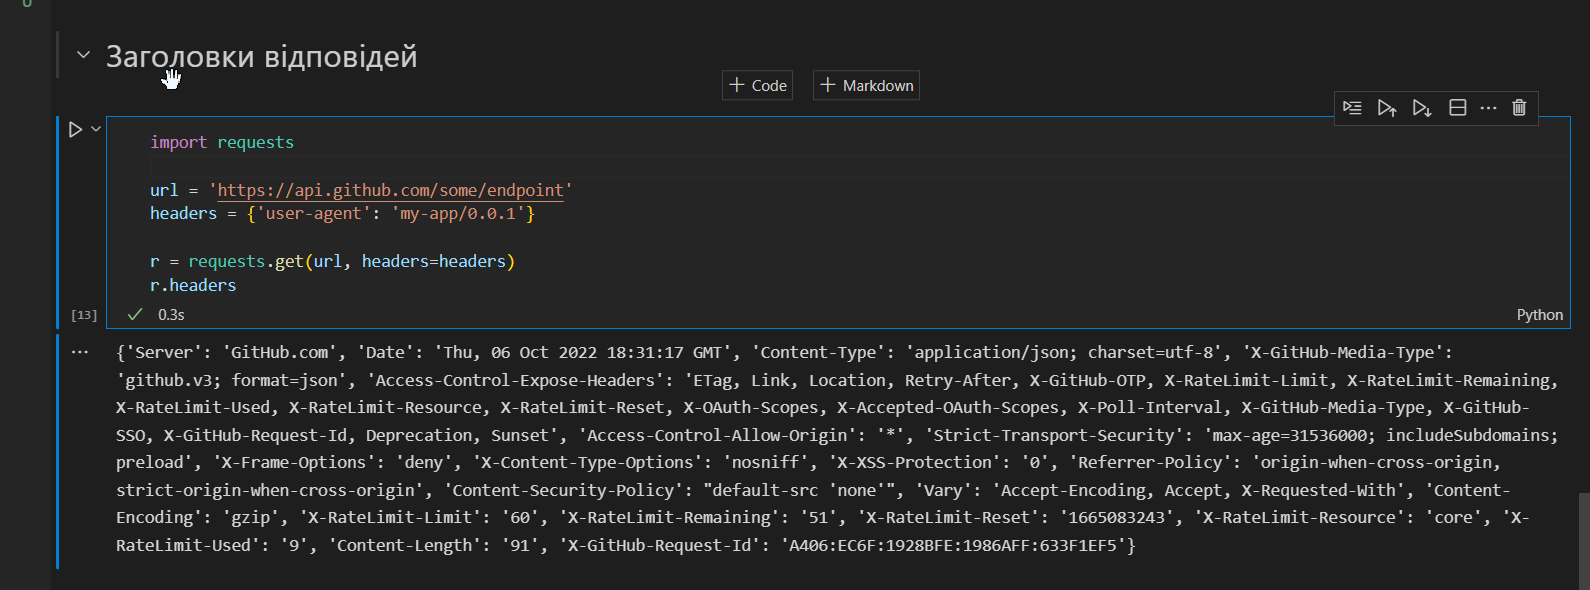 Заголовки відповідей
Code
Markdown
import requests
url = 'https://api.github.com/some/endpoint'
headers = {'user-agent': 'my-app/0.0.1'}
r = requests.get(url, headers=headers)
r.headers
[13]
0.3s
Python
{'Server': 'GitHub.com', 'Date': 'Thu, 06 Oct 2022 18:31:17 GMT', 'Content-Type': 'application/json; charset=utf-8', 'X-GitHub-Media-Type':
'github.v3; format=json', 'Access-Control-Expose-Headers': 'ETag, Link, Location, Retry-After, X-GitHub-OTP, X-RateLimit-Limit, X-RateLimit-Remaining,
X-RateLimit-Used, X-RateLimit-Resource, X-RateLimit-Reset, X-OAuth-Scopes, X-Accepted-OAuth-Scopes, X-Poll-Interval, X-GitHub-Media-Type, X-GitHub-
SSO, X-GitHub-Request-Id, Deprecation, Sunset', 'Access-Control-Allow-Origin': '*', 'Strict-Transport-Security': 'max-age=31536000; includeSubdomains;
preload', 'X-Frame-Options': 'deny', 'X-Content-Type-Options': 'nosniff', 'X-XSS-Protection': '0', 'Referrer-Policy': 'origin-when-cross-origin,
strict-origin-when-cross-origin', 'Content-Security-Policy': "default-src 'none'", 'Vary': 'Accept-Encoding, Accept, X-Requested-With', 'Content-
Encoding': 'gzip', 'X-RateLimit-Limit': '60', 'X-RateLimit-Remaining': '51', 'X-RateLimit-Reset': '1665083243', 'X-RateLimit-Resource': 'core', 'X-
RateLimit-Used': '9', 'Content-Length': '91', 'X-GitHub-Request-Id': 'A406:EC6F:1928BFE:1986AFF:633F1EF5'}